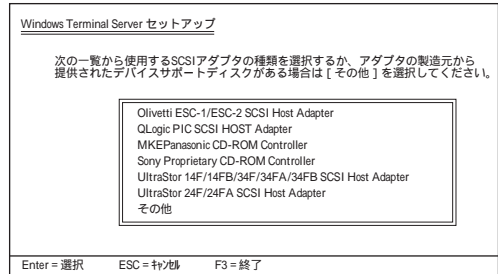 Windows Terminal Server セットアップ
次の一覧から使用するSCSIアダプタの種類を選択するか、アダプタの製造元から
提供されたデバイスサポートディスクがある場合は [ その他 ] を選択してください。
Olivetti ESC-1/ESC-2 SCSI Host Adapter
QLogic PIC SCSI HOST Adapter
MKEPanasonic CD-ROM Controller
Sony Proprietary CD-ROM Controller
UltraStor 14F/14FB/34F/34FA/34FB SCSI Host Adapter
UltraStor 24F/24FA SCSI Host Adapter
その他
Enter = 選択 ESC = キャンセル F3 = 終了